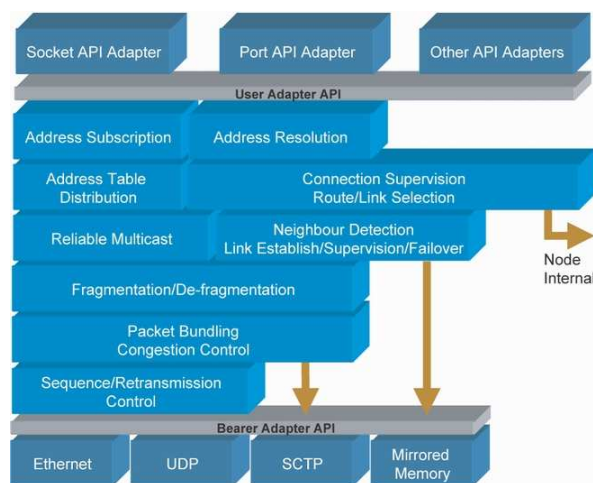 Socket API Adapter
Port API Adapter
Other API Adapters
User Adapter API
Address Subscription
Address Resolution
Address Table
Distribution
Connection Supervision
Route/Link Selection
Reliable Multicast
Neighbour Detection
Link Establish/Supervision/Failover
Node
Internal
Fragmentation/De-fragmentation
Packet Bundling
Congestion Control
Sequence/Retransmission
Control
Bearer Adapter API
Ethernet
UDP
SCTP
Mirrored
Memory